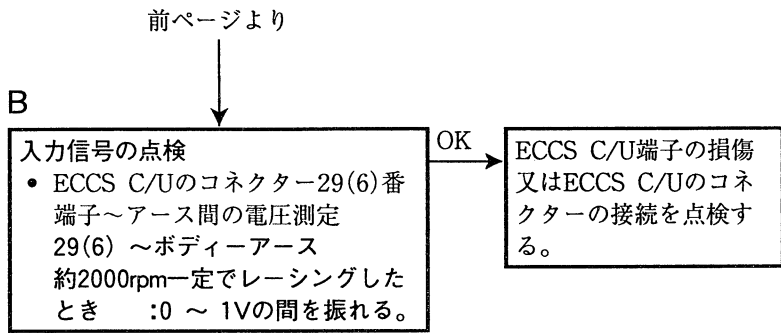 前ページより
B
入力信号の点検
• ECCS C/Uのコネクター29(6)番
端子～アース間の電圧測定
29(6) ～ボディーアース
約2000rpm一定でレーシングした
とき :0 ～ 1Vの間を振れる。
OK
ECCS C/U端子の損傷
又はECCS C/Uのコネ
クターの接続を点検す
る。